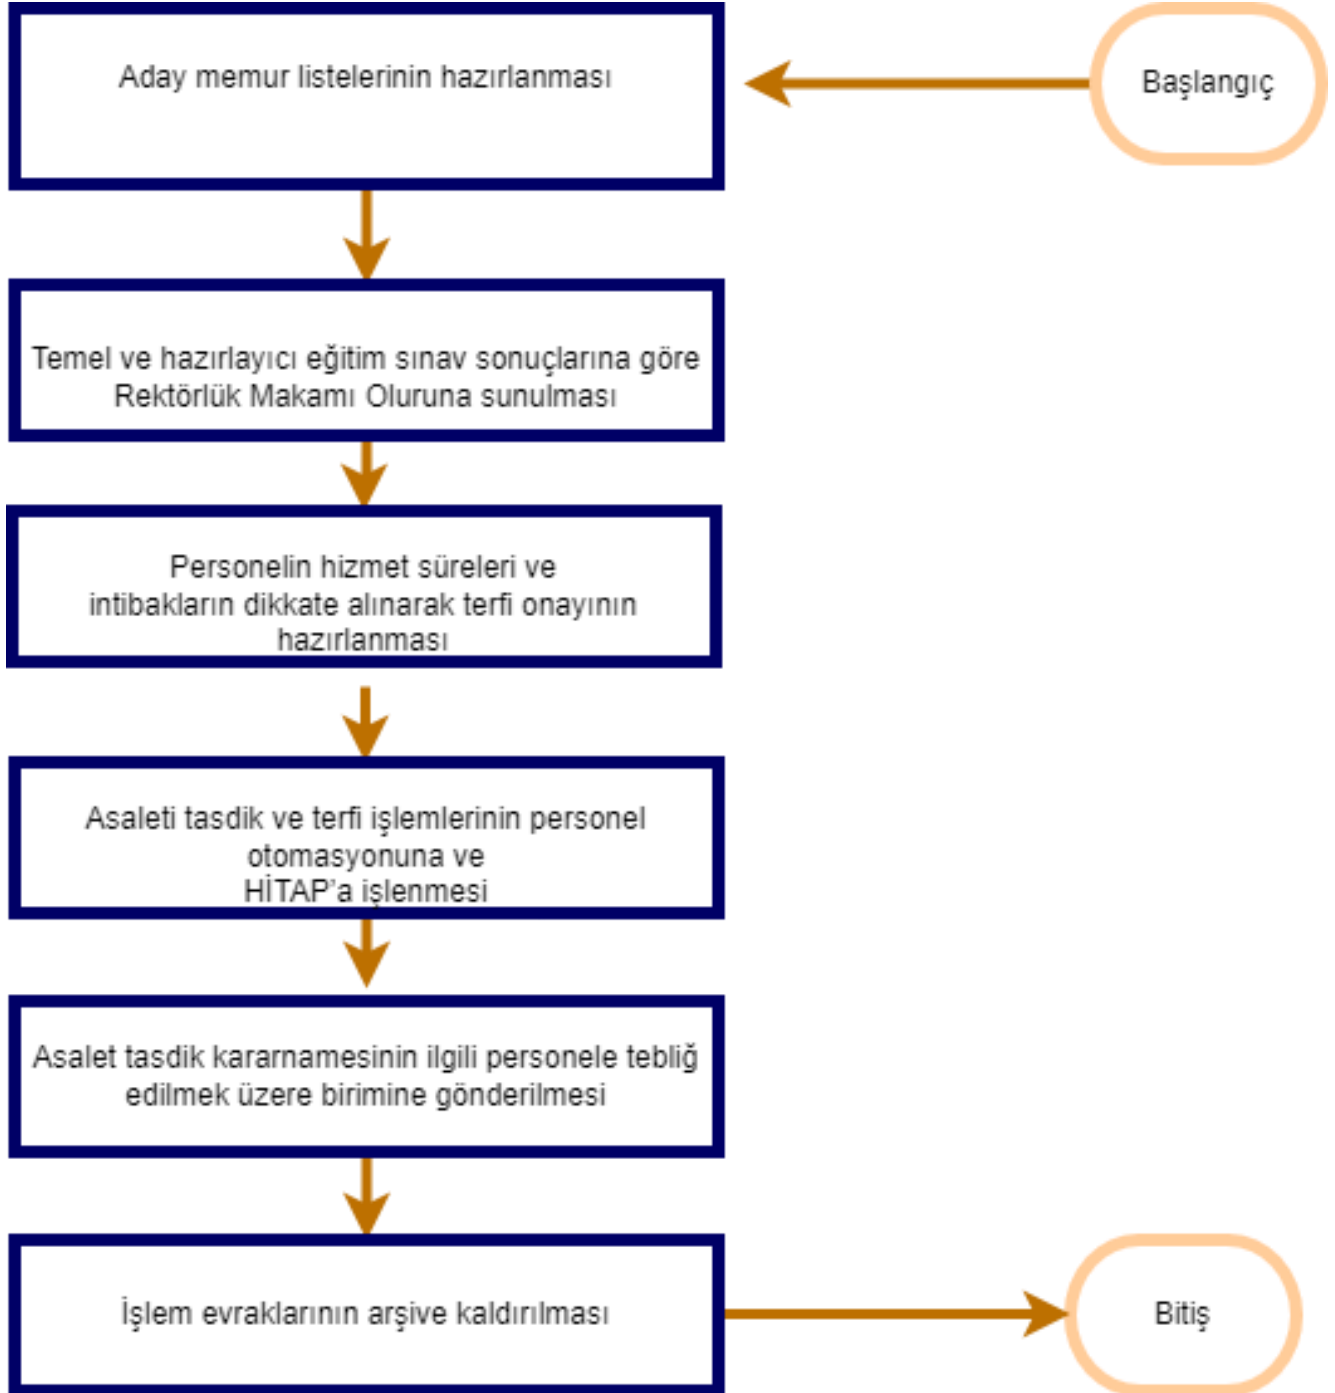 Aday memur listelerinin hazırlanması
Başlangıç
Temel ve hazırlayıcı eğitim sınav sonuçlarına göre
Rektörlük Makamı Oluruna sunulması
Personelin hizmet süreleri ve
intibakların dikkate alınarak terfi onayının
hazırlanması
Asaleti tasdik ve terfi işlemlerinin personel
otomasyonuna ve
HİTAP’a işlenmesi
Asalet tasdik kararnamesinin ilgili personele tebliğ
edilmek üzere birimine gönderilmesi
İşlem evraklarının arşive kaldırılması
Bitiş